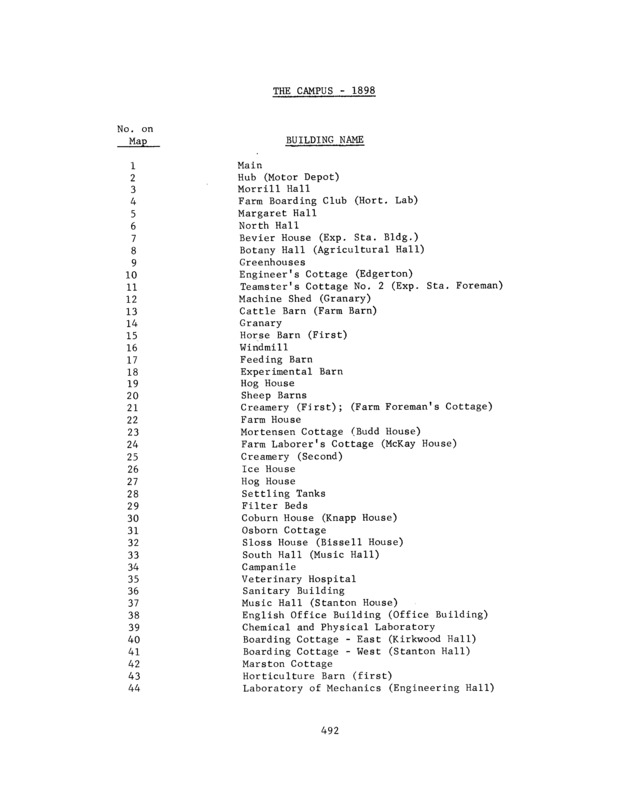 THE CAMPUS - 1898
No. on
Map BUILDING NAME
1 Main
2 Hub (Motor Depot)
3 Morrill Hall
4 Farm Boarding Club (Hort. Lab)
5 Margaret Hall
6 North Hall
7 Bevier House (Exp. Sta. Bldg.)
8 Botany Hall (Agricultural Hall)
9 Greenhouses
10 Engineer's Cottage (Edgerton)
11 Teamster's Cottage No. 2 (Exp. Sta. Foreman)
12 Machine Shed (Granary)
13 Cattle Barn (Farm Barn)
14 Granary
15 Horse Barn (First)
16 Windmill
17 Feeding Barn
18 Experimental Barn
19 Hog House
20 Sheep Barns
21 Creamery (First); (Farm Foreman's Cottage)
22 Farm House
23 Mortensen Cottage (Budd House)
24 Farm Laborer's Cottage (McKay House)
25 Creamery (Second)
26 Ice House
27 Hog House
28 Settling Tanks
29 Filter Beds
30 Coburn House (Knapp House)
31 Osborn Cottage
32 Sloss House (Bissell House)
33 South Hall (Music Hall)
34 Campanile
35 Veterinary Hospital
36 Sanitary Building
37 Music Hall (Stanton House)
38 English Office Building (Office Building)
39 Chemical and Physical Laboratory
40 Boarding Cottage - East (Kirkwood Hall)
41 Boarding Cottage - West (Stanton Hall)
42 Marston Cottage
43 Horticulture Barn (first)
44 Laboratory of Mechanics (Engineering Hall)
492